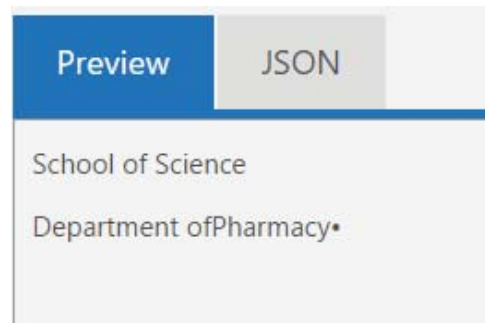 Preview JSON
School of Science
Department ofPharmacy•